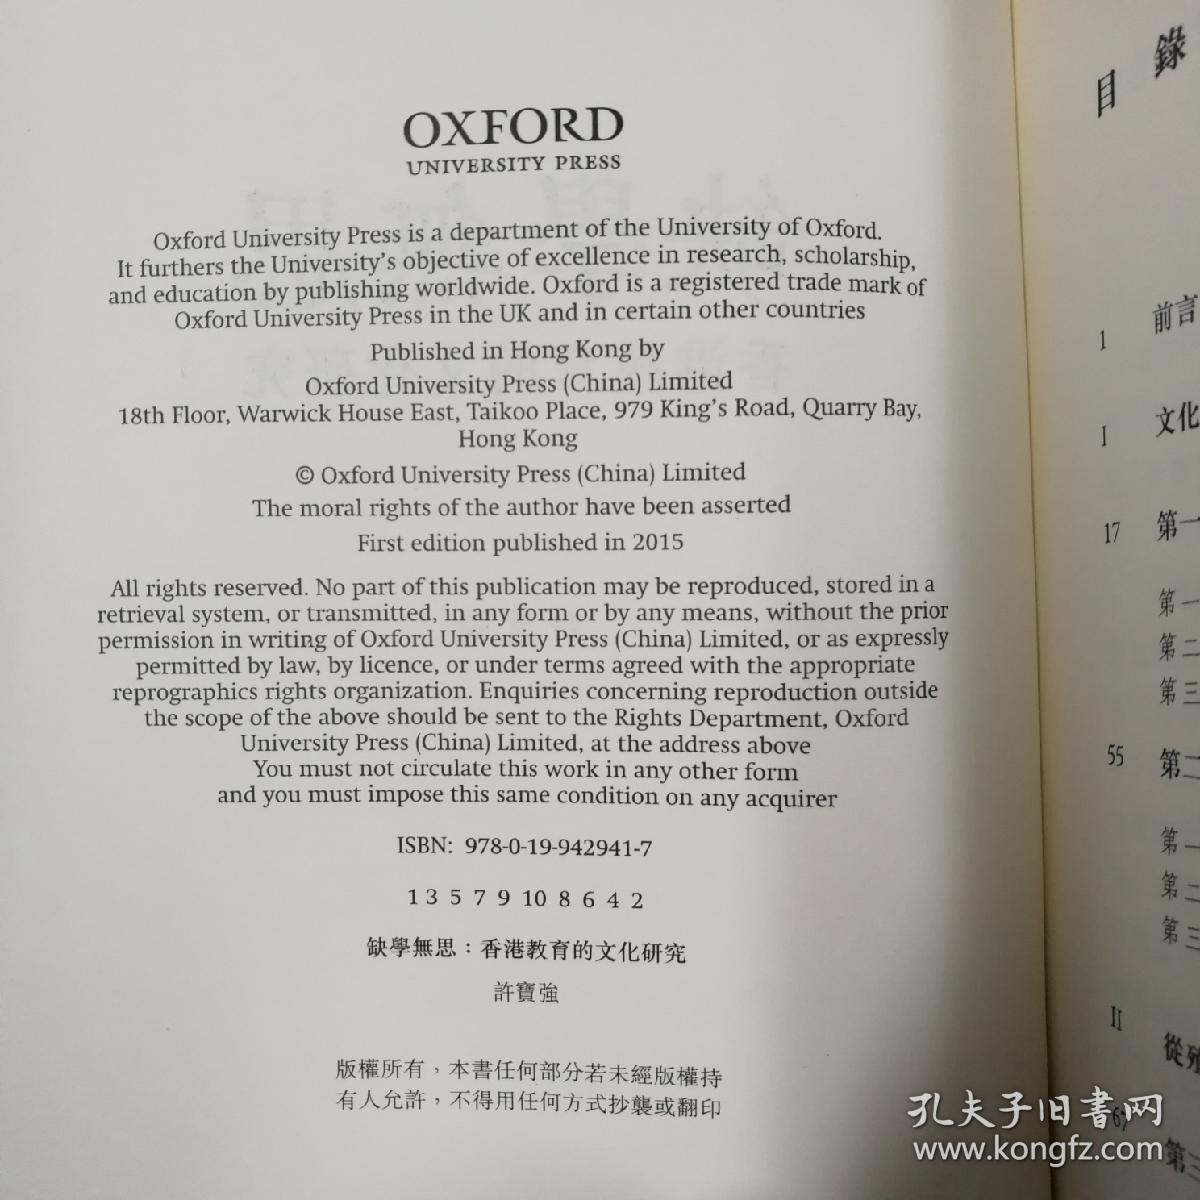 OXFORD
UNIVERSITY PRESS
Oxford University Press is a department of the University of Oxford.
It furthers the University's objective of excellence in research, scholarship,
and education by publishing worldwide. Oxford is a registered trade mark of
Oxford University Press in the UK and in certain other countries
Published in Hong Kong by
Oxford University Press (China) Limited
18th Floor, Warwick House East, Taikoo Place, 979 King's Road, Quarry Bay,
Hong Kong
© Oxford University Press (China) Limited
The moral rights of the author have been asserted
First edition published in 2015
All rights reserved. No part of this publication may be reproduced, stored in a
retrieval system, or transmitted, in any form or by any means, without the prior
permission in writing of Oxford University Press (China) Limited, or as expressly
permitted by law, by licence, or under terms agreed with the appropriate
reprographics rights organization. Enquiries concerning reproduction outside
the scope of the above should be sent to the Rights Department, Oxford
University Press (China) Limited, at the address above
You must not circulate this work in any other form
and you must impose this same condition on any acquirer
ISBN: 978-0-19-942941-7
1 3 5 7 9 10 8 6 4 2
缺學無思：香港教育的文化研究
許寶強
版權所有，本書任何部分若未經版權持
有人允許，不得用任何方式抄襲或翻印
目錄
1 前言
I 文化
17 第一
第一
第二
第三
55 第二
第一
第二
第三
II 從殖
67 第三
孔夫子旧书网
www.kongfz.com